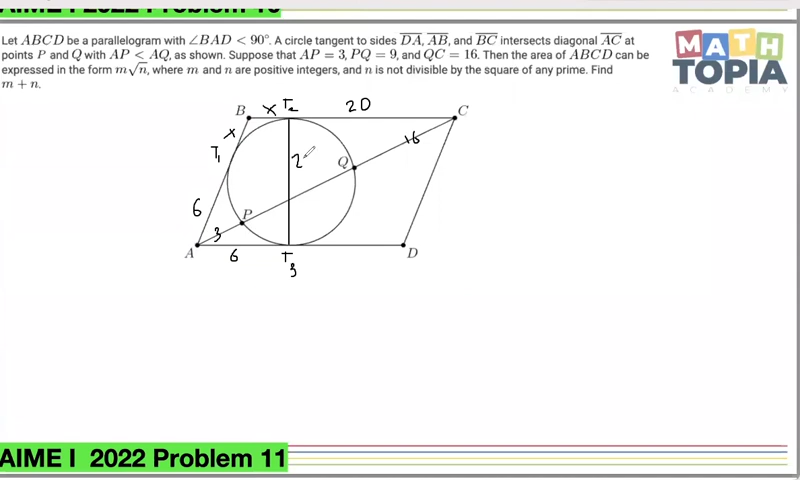 AIME I 2022 Problem 10
Let ABCD be a parallelogram with ∠BAD < 90°. A circle tangent to sides DA, AB, and BC intersects diagonal AC at
points P and Q with AP < AQ, as shown. Suppose that AP = 3, PQ = 9, and QC = 16. Then the area of ABCD can be
expressed in the form m√n, where m and n are positive integers, and n is not divisible by the square of any prime. Find
m + n.
MATH
TOPIA
ACADEMY
B x T₂ 20 C
x
T₁
2
Q 16
6
P
3
A 6 T₃ D
AIME I 2022 Problem 11